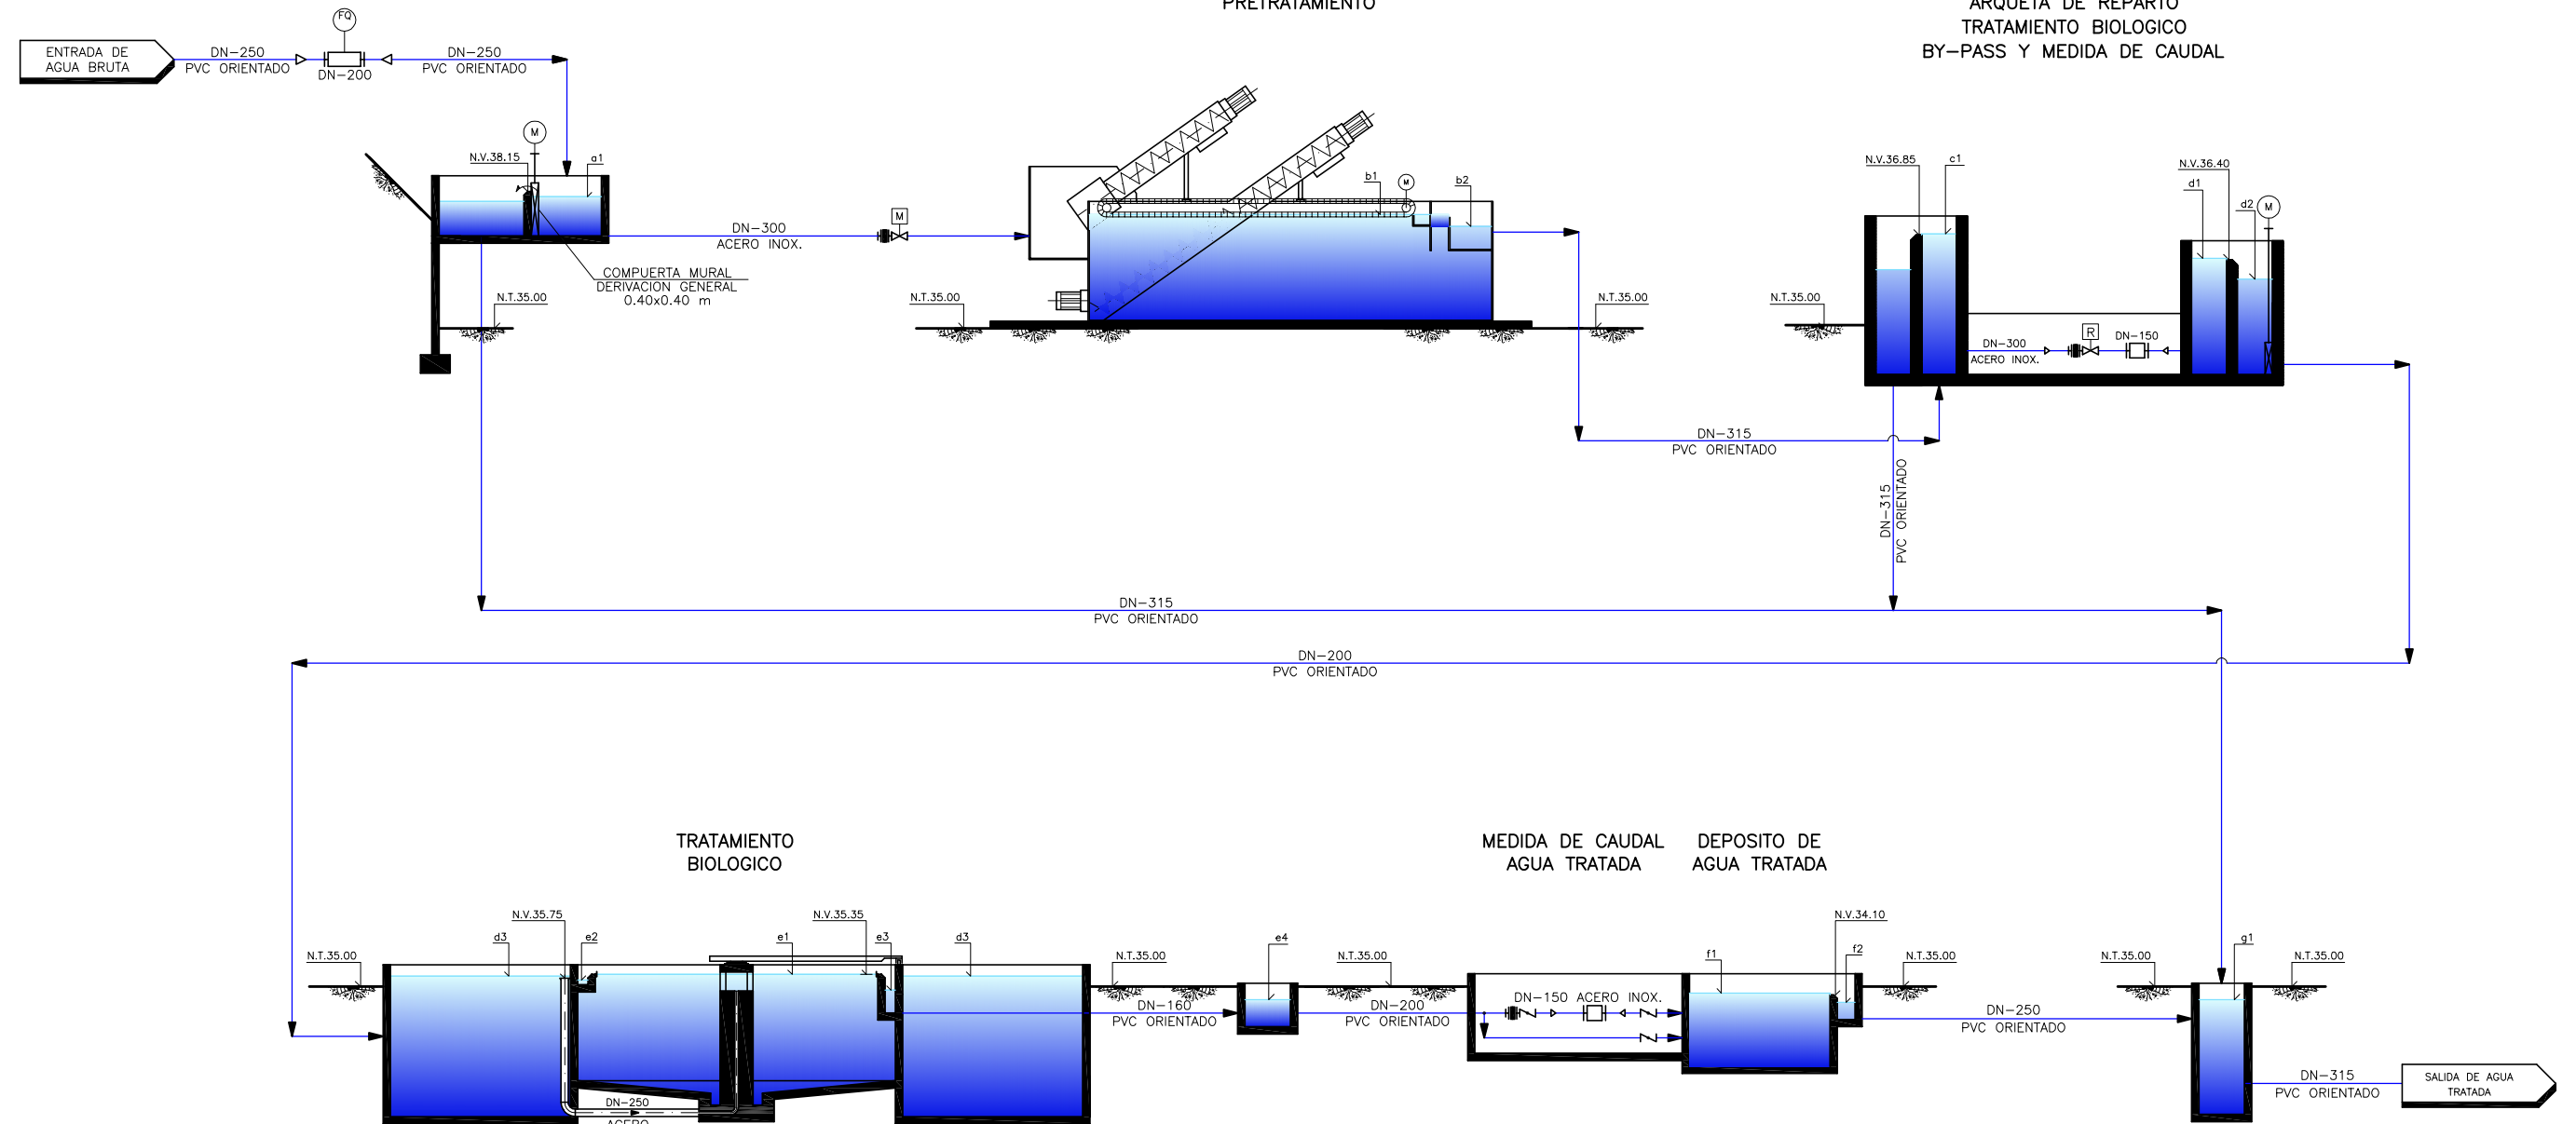 PRETRATAMIENTO
ARQUETA DE REPARTO
TRATAMIENTO BIOLOGICO
BY-PASS Y MEDIDA DE CAUDAL
FQ
ENTRADA DE
AGUA BRUTA
DN-250
PVC ORIENTADO
DN-200
DN-250
PVC ORIENTADO
M
N.V.38.15
a1
COMPUERTA MURAL
DERIVACION GENERAL
0.40x0.40 m
N.T.35.00
DN-300
ACERO INOX.
M
b1
M
b2
N.T.35.00
N.T.35.00
N.V.36.85
c1
N.V.36.40
d1
d2
M
N.T.35.00
DN-300
ACERO INOX.
R
DN-150
DN-315
PVC ORIENTADO
DN-315
PVC ORIENTADO
DN-315
PVC ORIENTADO
DN-200
PVC ORIENTADO
TRATAMIENTO
BIOLOGICO
MEDIDA DE CAUDAL
AGUA TRATADA
DEPOSITO DE
AGUA TRATADA
N.T.35.00
d3
N.V.35.75
e2
e1
N.V.35.35
e3
d3
DN-250
ACERO
N.T.35.00
DN-160
PVC ORIENTADO
e4
N.T.35.00
DN-200
PVC ORIENTADO
DN-150 ACERO INOX.
f1
N.V.34.10
f2
N.T.35.00
DN-250
PVC ORIENTADO
N.T.35.00
g1
N.T.35.00
DN-315
PVC ORIENTADO
SALIDA DE AGUA
TRATADA